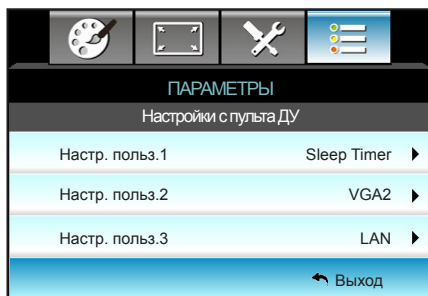 ПАРАМЕТРЫ
Настройки с пульта ДУ
Настр. польз.1 Sleep Timer
Настр. польз.2 VGA2
Настр. польз.3 LAN
Выход